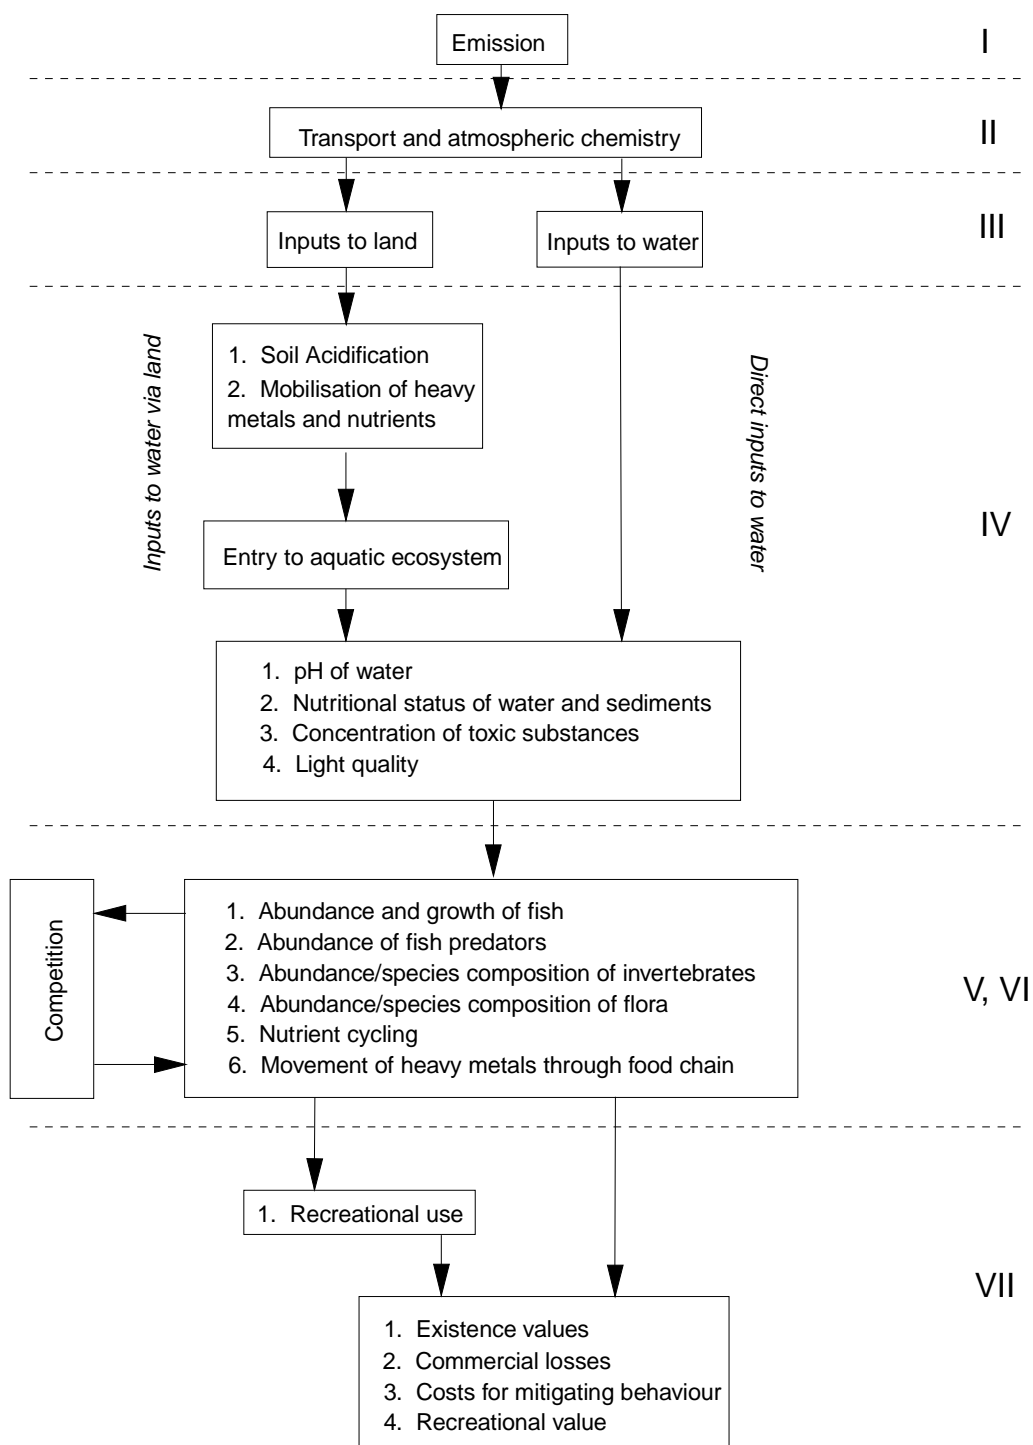 Emission
I
Transport and atmospheric chemistry
II
Inputs to land
Inputs to water
III
Inputs to water via land
1. Soil Acidification
2. Mobilisation of heavy
metals and nutrients
Direct inputs to water
IV
Entry to aquatic ecosystem
1. pH of water
2. Nutritional status of water and sediments
3. Concentration of toxic substances
4. Light quality
Competition
1. Abundance and growth of fish
2. Abundance of fish predators
3. Abundance/species composition of invertebrates
4. Abundance/species composition of flora
5. Nutrient cycling
6. Movement of heavy metals through food chain
V, VI
1. Recreational use
VII
1. Existence values
2. Commercial losses
3. Costs for mitigating behaviour
4. Recreational value